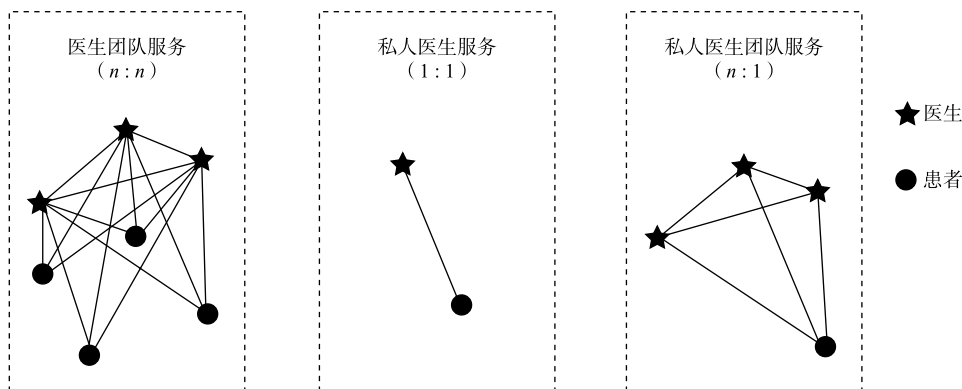 医生团队服务
（n:n）
私人医生服务
（1:1）
私人医生团队服务
（n:1）
医生
患者